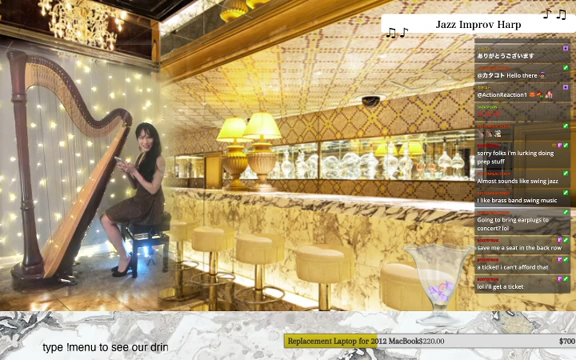 Jazz Improv Harp
ありがとうございます
@カタコト Hello there
@ActionReaction1
sorry folks i'm lurking doing
prep stuff
Almost sounds like swing jazz
I like brass band swing music
Going to bring earplugs to
concert? lol
save me a seat in the back row
a ticket! i can't afford that
lol i'll get a ticket
type !menu to see our drin
Replacement Laptop for 2012 MacBook $220.00
$700